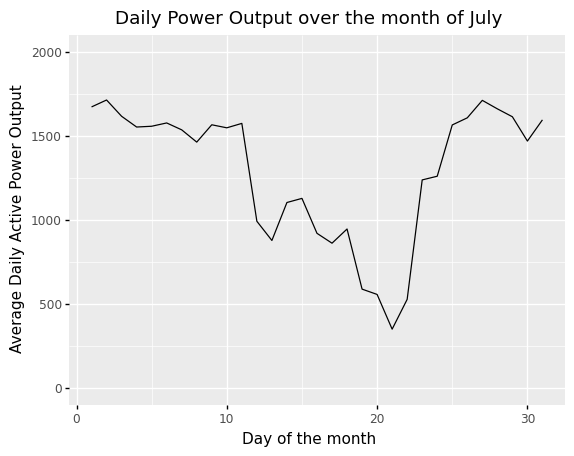 Daily Power Output over the month of July
Average Daily Active Power Output
2000
1500
1000
500
0
0 10 20 30
Day of the month